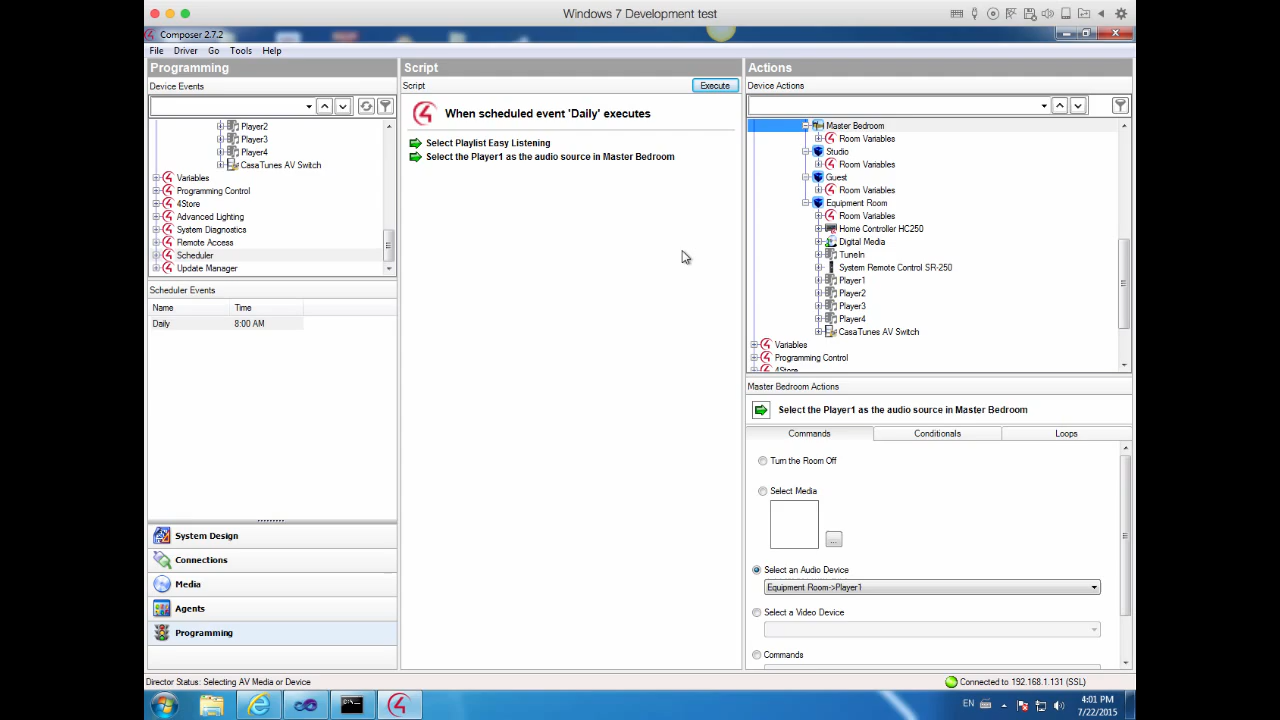 Windows 7 Development test
Composer 2.7.2
File Driver Go Tools Help
Programming
Device Events
Player2
Player3
Player4
CasaTunes AV Switch
Variables
Programming Control
4Store
Advanced Lighting
System Diagnostics
Remote Access
Scheduler
Update Manager
Scheduler Events
Name Time
Daily 8:00 AM
System Design
Connections
Media
Agents
Programming
Script
Script Execute
When scheduled event 'Daily' executes
Select Playlist Easy Listening
Select the Player1 as the audio source in Master Bedroom
Actions
Device Actions
Master Bedroom
Room Variables
Studio
Room Variables
Guest
Room Variables
Equipment Room
Room Variables
Home Controller HC250
Digital Media
TuneIn
System Remote Control SR-250
Player1
Player2
Player3
Player4
CasaTunes AV Switch
Variables
Programming Control
4Store
Master Bedroom Actions
Select the Player1 as the audio source in Master Bedroom
Commands Conditionals Loops
Turn the Room Off
Select Media
...
Select an Audio Device
Equipment Room->Player1
Select a Video Device
Commands
Director Status: Selecting AV Media or Device
Connected to 192.168.1.131 (SSL)
EN
4:01 PM
7/22/2015